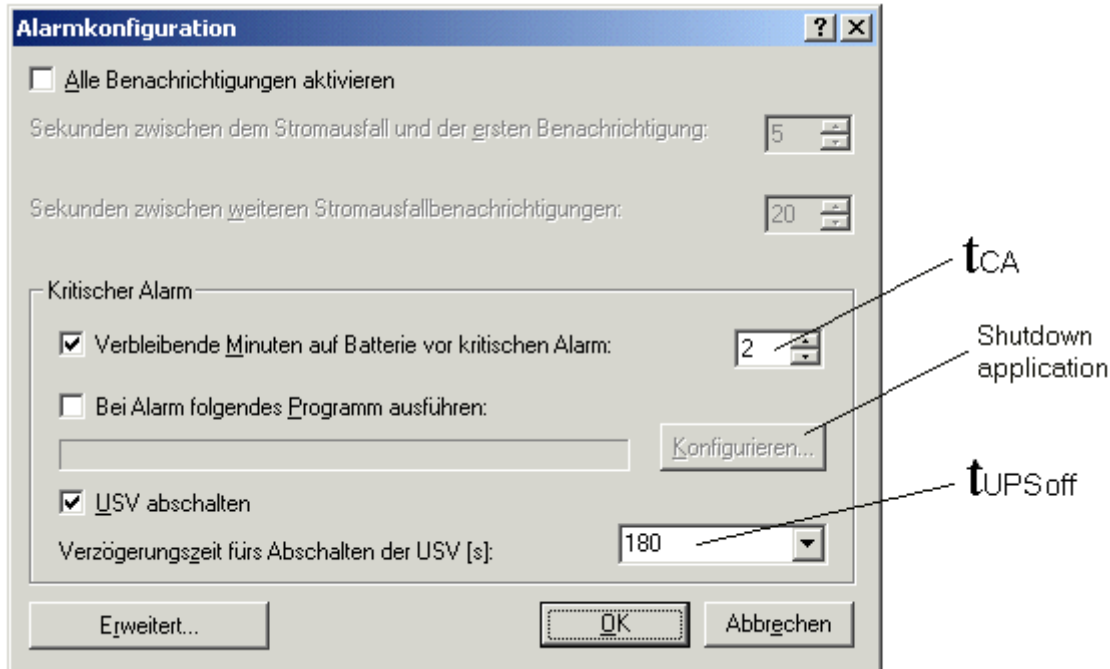 Alarmkonfiguration
Alle Benachrichtigungen aktivieren
Sekunden zwischen dem Stromausfall und der ersten Benachrichtigung: 5
Sekunden zwischen weiteren Stromausfallbenachrichtigungen: 20
tCA
Kritischer Alarm
Verbleibende Minuten auf Batterie vor kritischen Alarm: 2
Shutdown
application
Bei Alarm folgendes Programm ausführen:
Konfigurieren...
tUPSoff
USV abschalten
Verzögerungszeit fürs Abschalten der USV [s]: 180
Erweitert... OK Abbrechen